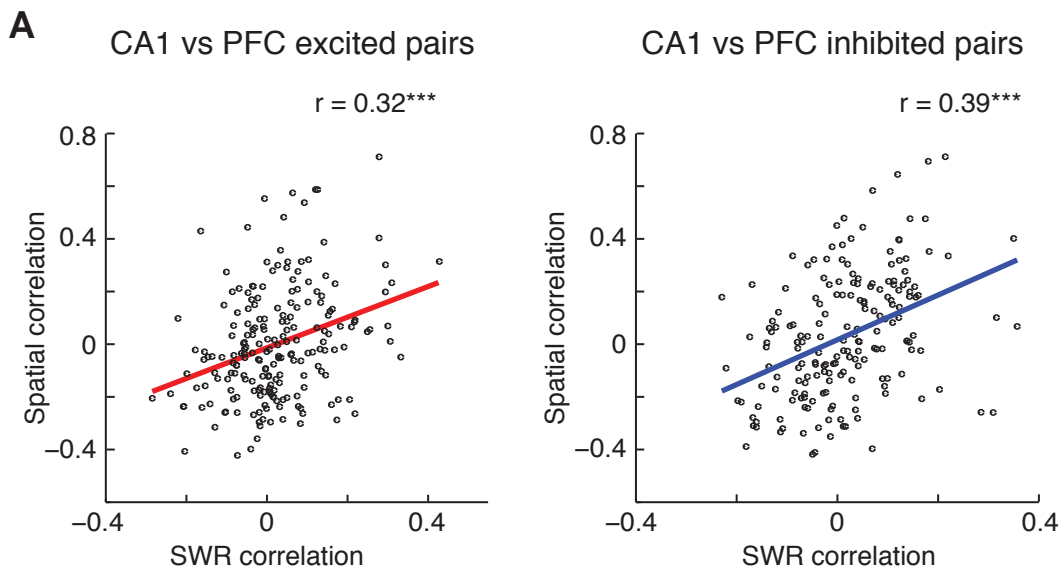 A
CA1 vs PFC excited pairs
r = 0.32***
0.8
0.4
0
−0.4
Spatial correlation
−0.4
0
0.4
SWR correlation
CA1 vs PFC inhibited pairs
r = 0.39***
0.8
0.4
0
−0.4
Spatial correlation
−0.4
0
0.4
SWR correlation